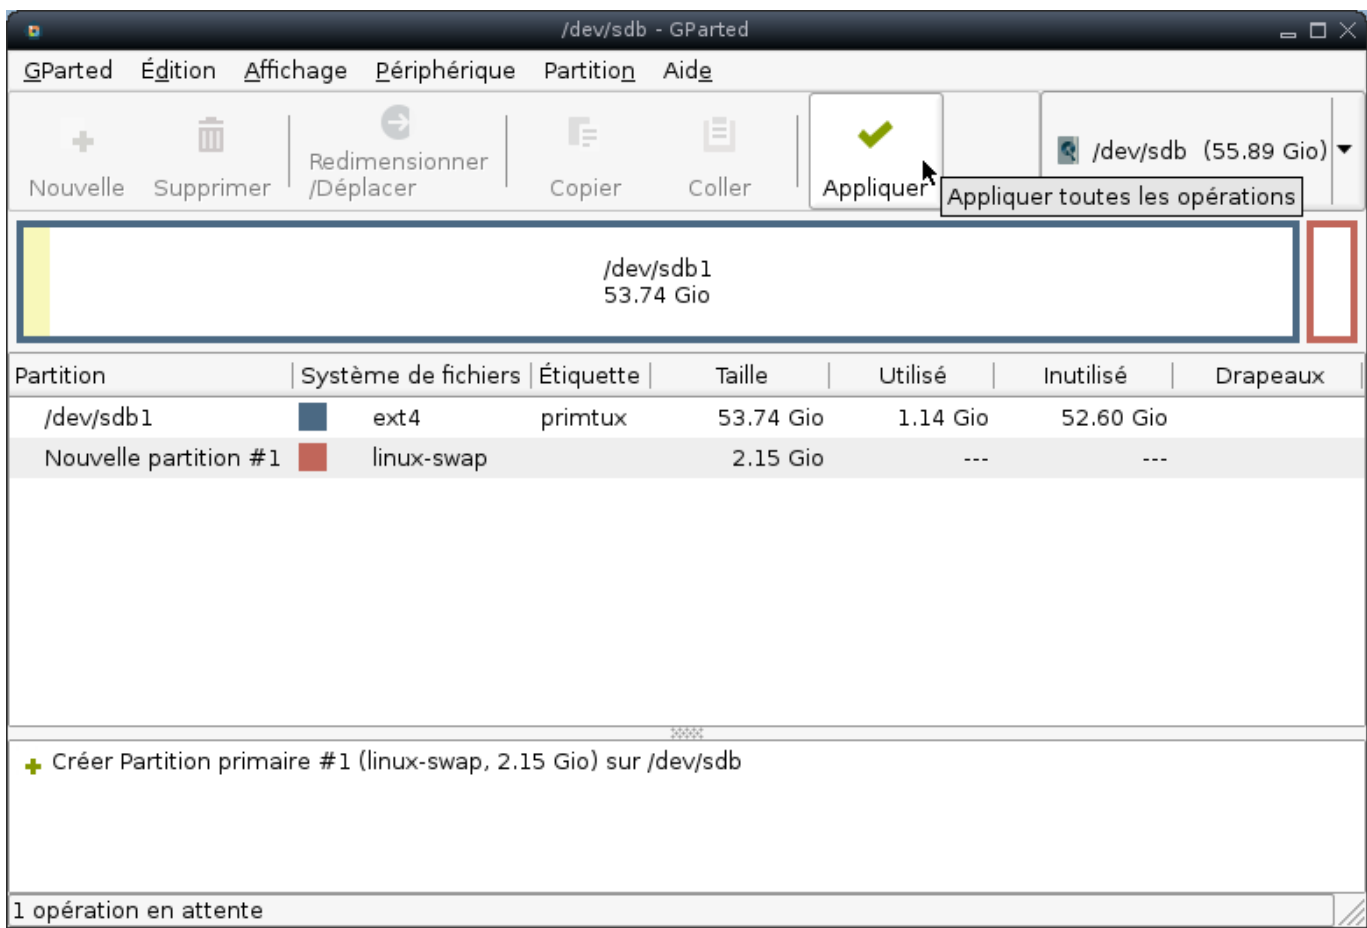 /dev/sdb - GParted
GParted Édition Affichage Périphérique Partition Aide
Nouvelle Supprimer Redimensionner
/Déplacer Copier Coller Appliquer /dev/sdb (55.89 Gio)
Appliquer toutes les opérations
/dev/sdb1
53.74 Gio
Partition Système de fichiers Étiquette Taille Utilisé Inutilisé Drapeaux
/dev/sdb1 ext4 primtux 53.74 Gio 1.14 Gio 52.60 Gio
Nouvelle partition #1 linux-swap 2.15 Gio --- ---
Créer Partition primaire #1 (linux-swap, 2.15 Gio) sur /dev/sdb
1 opération en attente